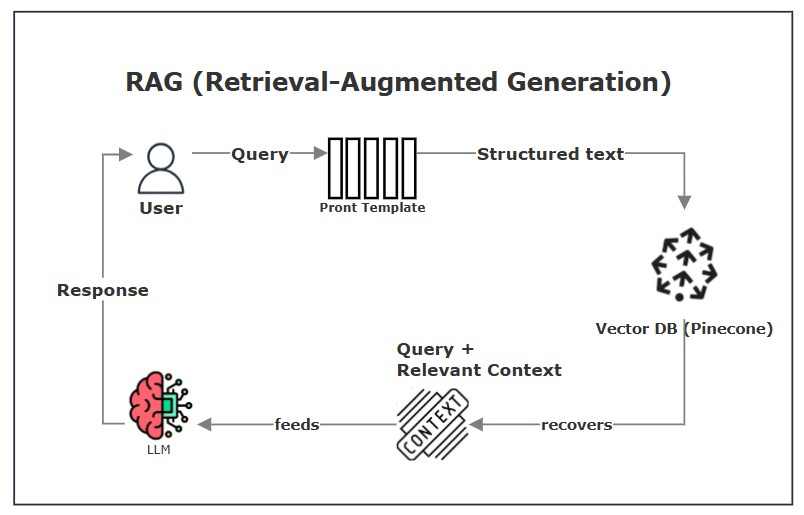 RAG (Retrieval-Augmented Generation)
Query
Structured text
User
Pront Template
Response
Vector DB (Pinecone)
Query +
Relevant Context
CONTEXT
feeds
recovers
LLM